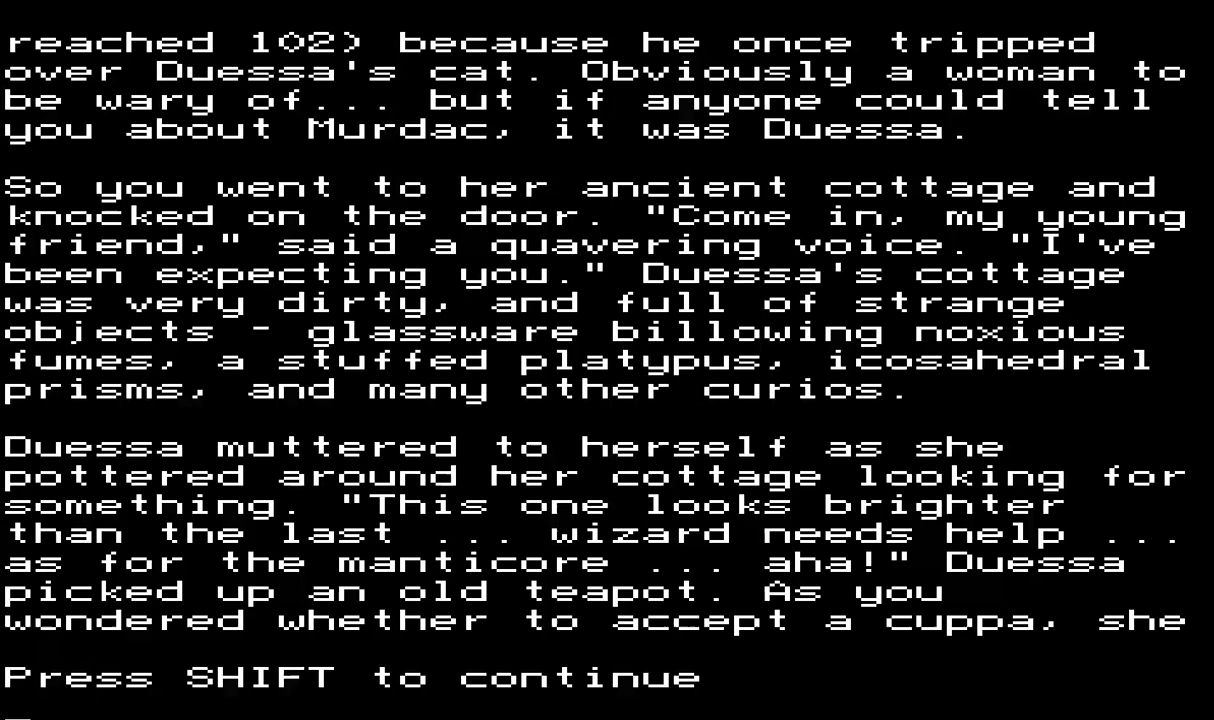 reached 102) because he once tripped
over Duessa's cat. Obviously a woman to
be wary of... but if anyone could tell
you about Murdac, it was Duessa.
So you went to her ancient cottage and
knocked on the door. "Come in, my young
friend," said a quavering voice. "I've
been expecting you." Duessa's cottage
was very dirty, and full of strange
objects - glassware billowing noxious
fumes, a stuffed platypus, icosahedral
prisms, and many other curios.
Duessa muttered to herself as she
pottered around her cottage looking for
something. "This one looks brighter
than the last ... wizard needs help ...
as for the manticore ... aha!" Duessa
picked up an old teapot. As you
wondered whether to accept a cuppa, she
Press SHIFT to continue